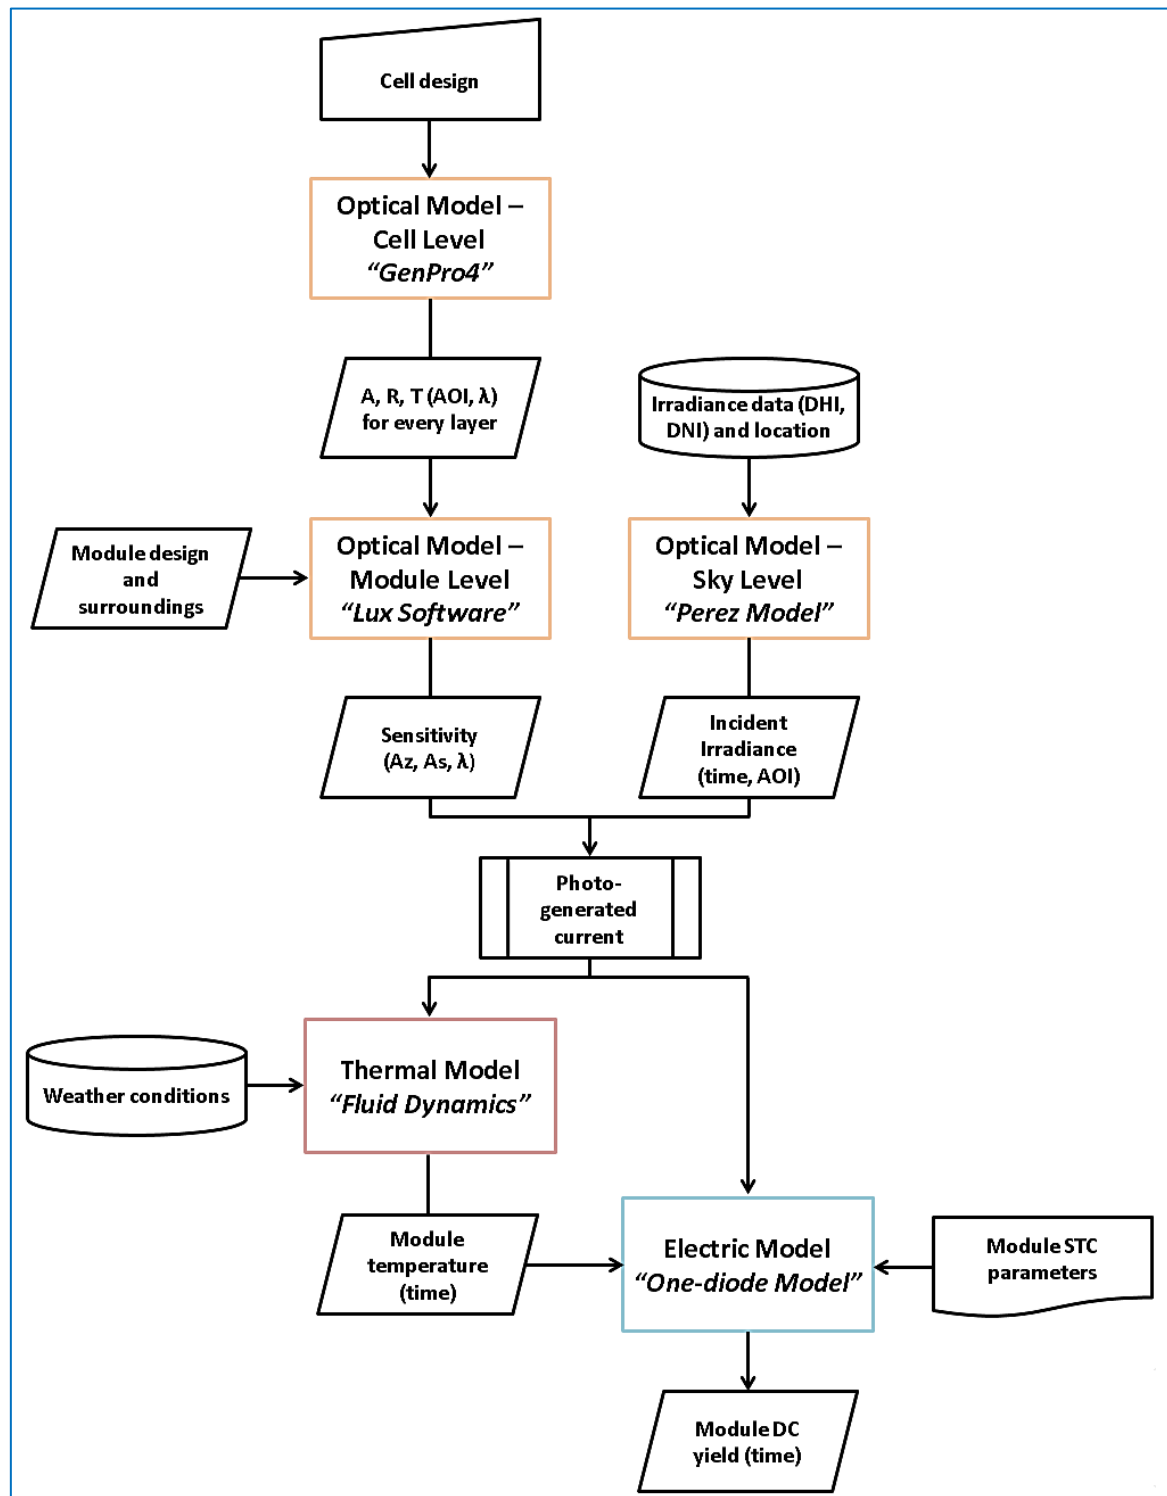 Cell design
Optical Model –
Cell Level
“GenPro4”
A, R, T (AOI, λ)
for every layer
Irradiance data (DHI,
DNI) and location
Module design
and
surroundings
Optical Model –
Module Level
“Lux Software”
Optical Model –
Sky Level
“Perez Model”
Sensitivity
(Az, As, λ)
Incident
Irradiance
(time, AOI)
Photo-
generated
current
Weather conditions
Thermal Model
“Fluid Dynamics”
Module
temperature
(time)
Electric Model
“One-diode Model”
Module STC
parameters
Module DC
yield (time)